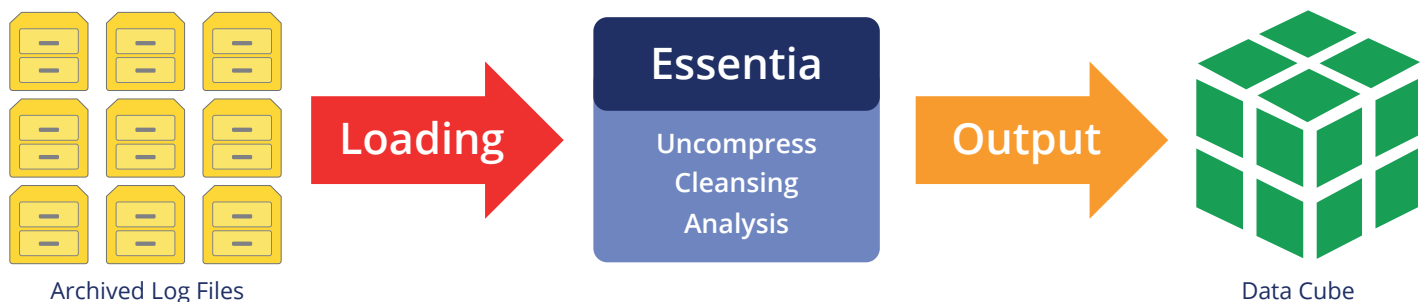 Archived Log Files
Loading
Essentia
Uncompress
Cleansing
Analysis
Output
Data Cube